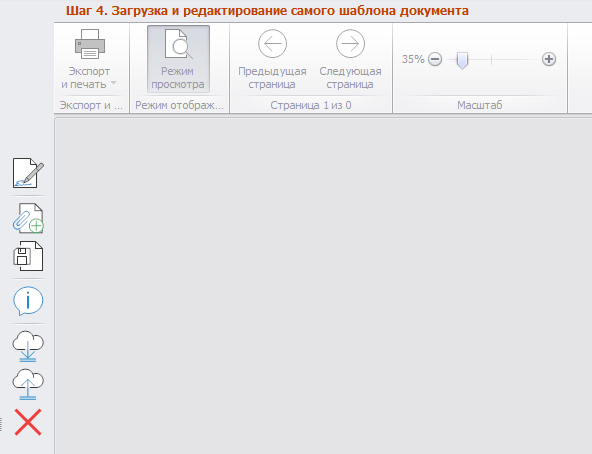 Шаг 4. Загрузка и редактирование самого шаблона документа
Экспорт
и печать
Режим
просмотра
Предыдущая
страница
Следующая
страница
35%
Экспорт и ...
Режим отображ...
Страница 1 из 0
Масштаб